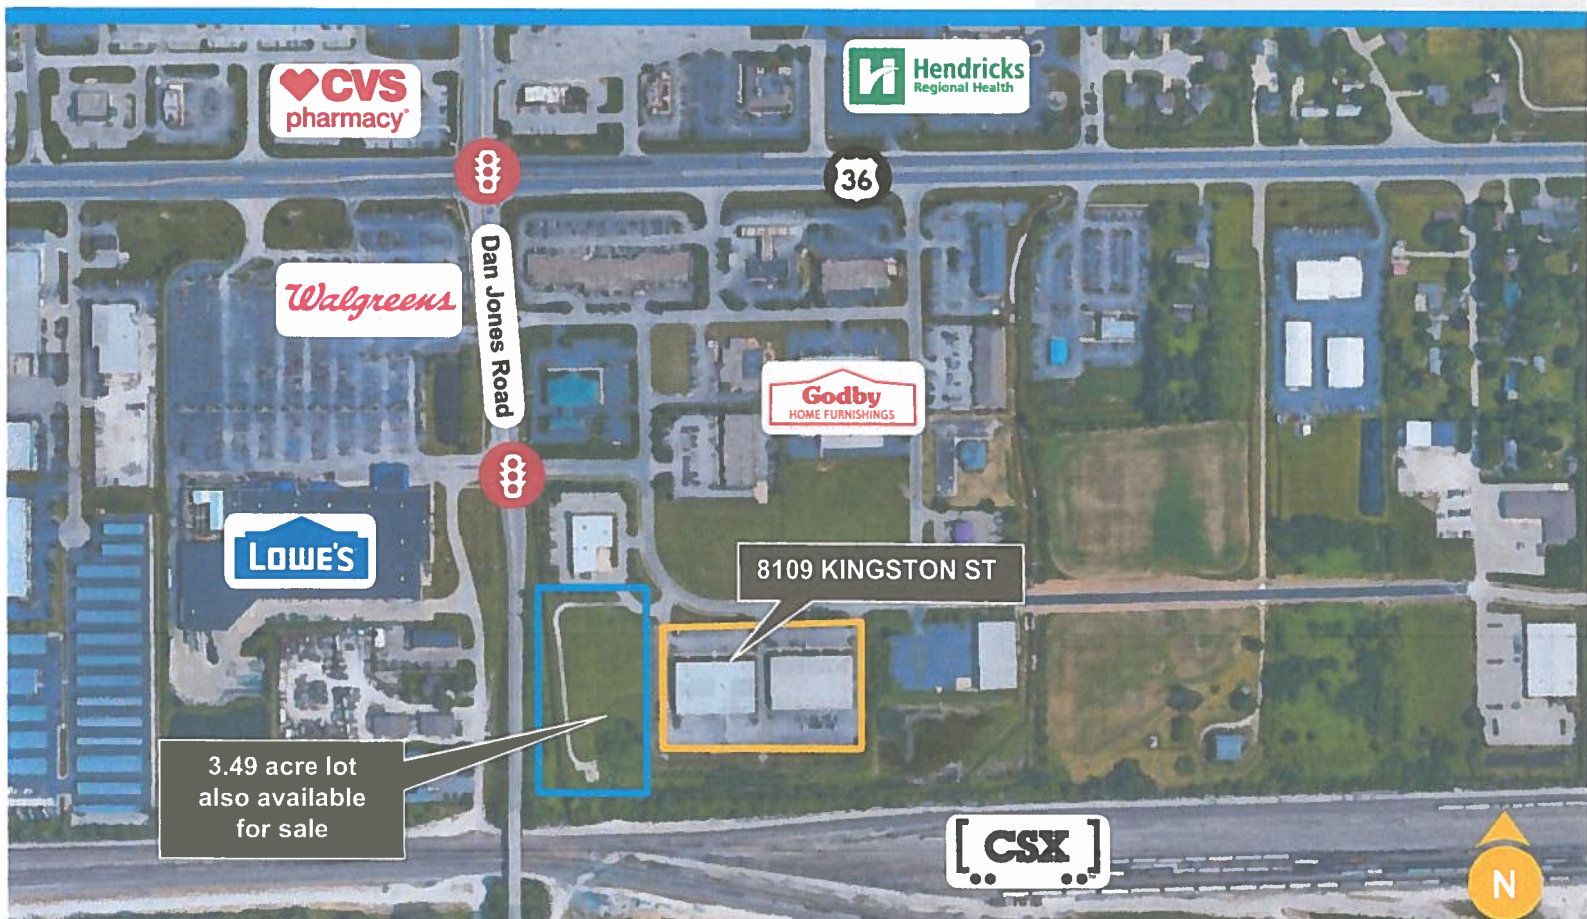 CVS
pharmacy
Hendricks
Regional Health
36
Dan Jones Road
Walgreens
Godby
HOME FURNISHINGS
LOWE'S
8109 KINGSTON ST
3.49 acre lot
also available
for sale
[CSX]
N